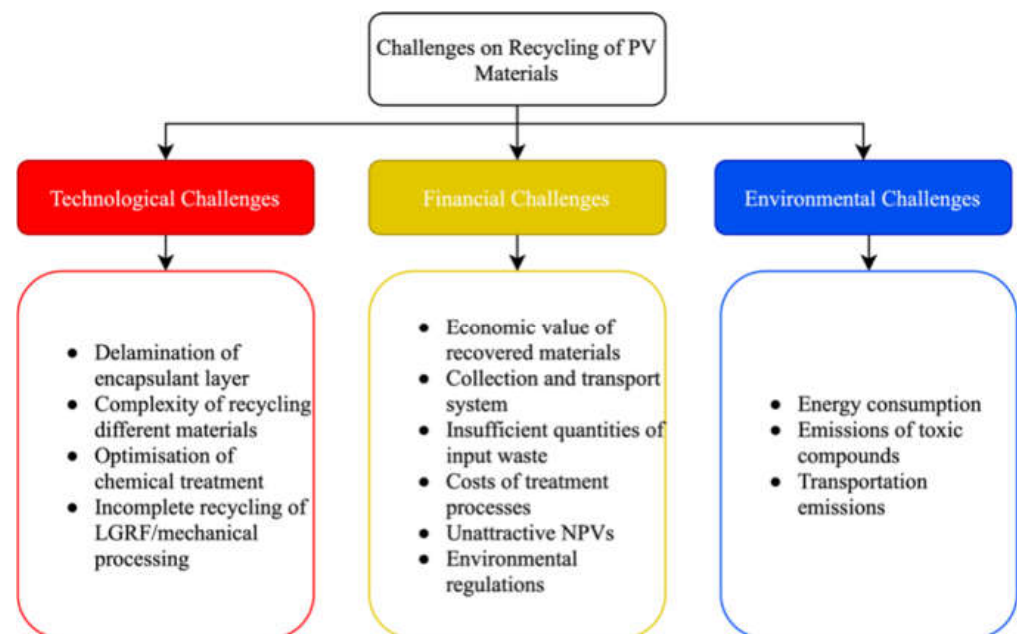 Challenges on Recycling of PV
Materials
Technological Challenges
Financial Challenges
Environmental Challenges
● Delamination of
encapsulant layer
● Complexity of recycling
different materials
● Optimisation of
chemical treatment
● Incomplete recycling of
LGRF/mechanical
processing
● Economic value of
recovered materials
● Collection and transport
system
● Insufficient quantities of
input waste
● Costs of treatment
processes
● Unattractive NPVs
● Environmental
regulations
● Energy consumption
● Emissions of toxic
compounds
● Transportation
emissions